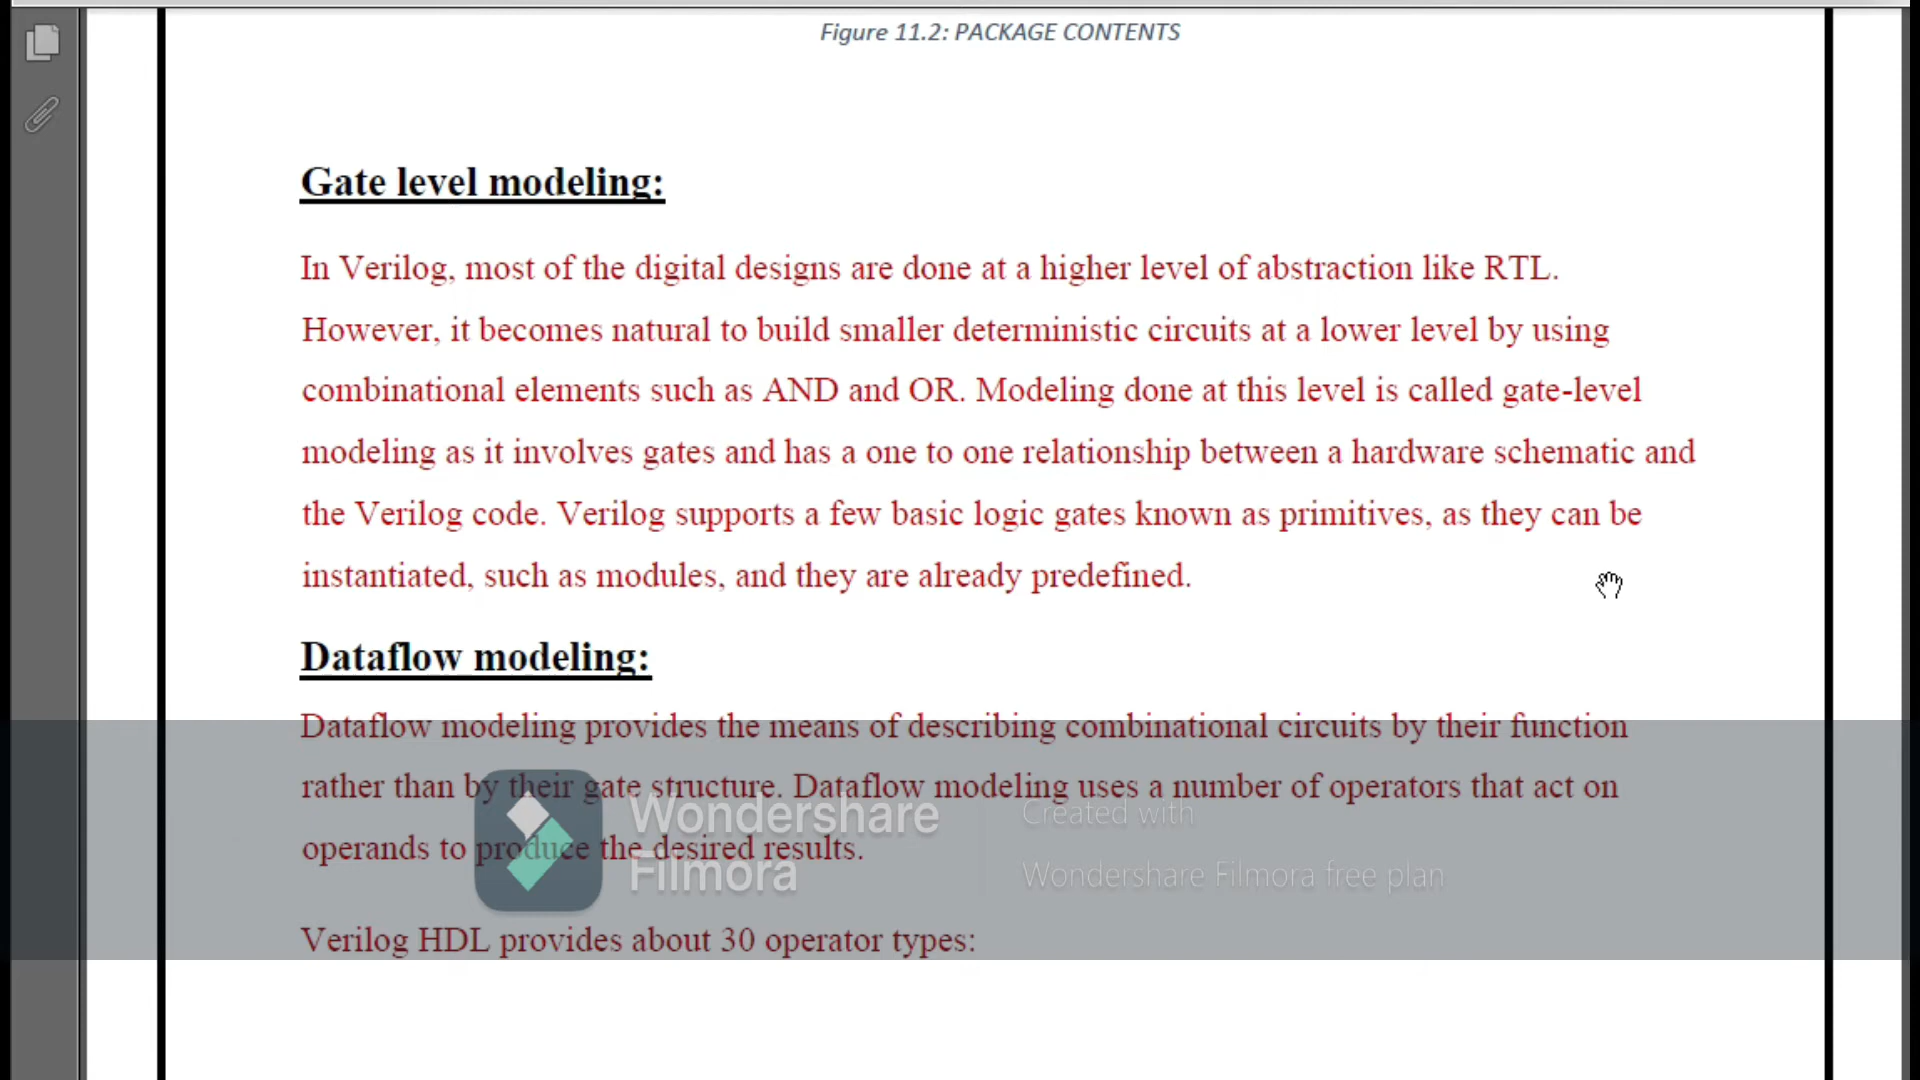 Figure 11.2: PACKAGE CONTENTS
Gate level modeling:
In Verilog, most of the digital designs are done at a higher level of abstraction like RTL.
However, it becomes natural to build smaller deterministic circuits at a lower level by using
combinational elements such as AND and OR. Modeling done at this level is called gate-level
modeling as it involves gates and has a one to one relationship between a hardware schematic and
the Verilog code. Verilog supports a few basic logic gates known as primitives, as they can be
instantiated, such as modules, and they are already predefined.
Dataflow modeling:
Dataflow modeling provides the means of describing combinational circuits by their function
rather than by their gate structure. Dataflow modeling uses a number of operators that act on
operands to produce the desired results.
Verilog HDL provides about 30 operator types:
Wondershare
Filmora
Created with
Wondershare Filmora free plan